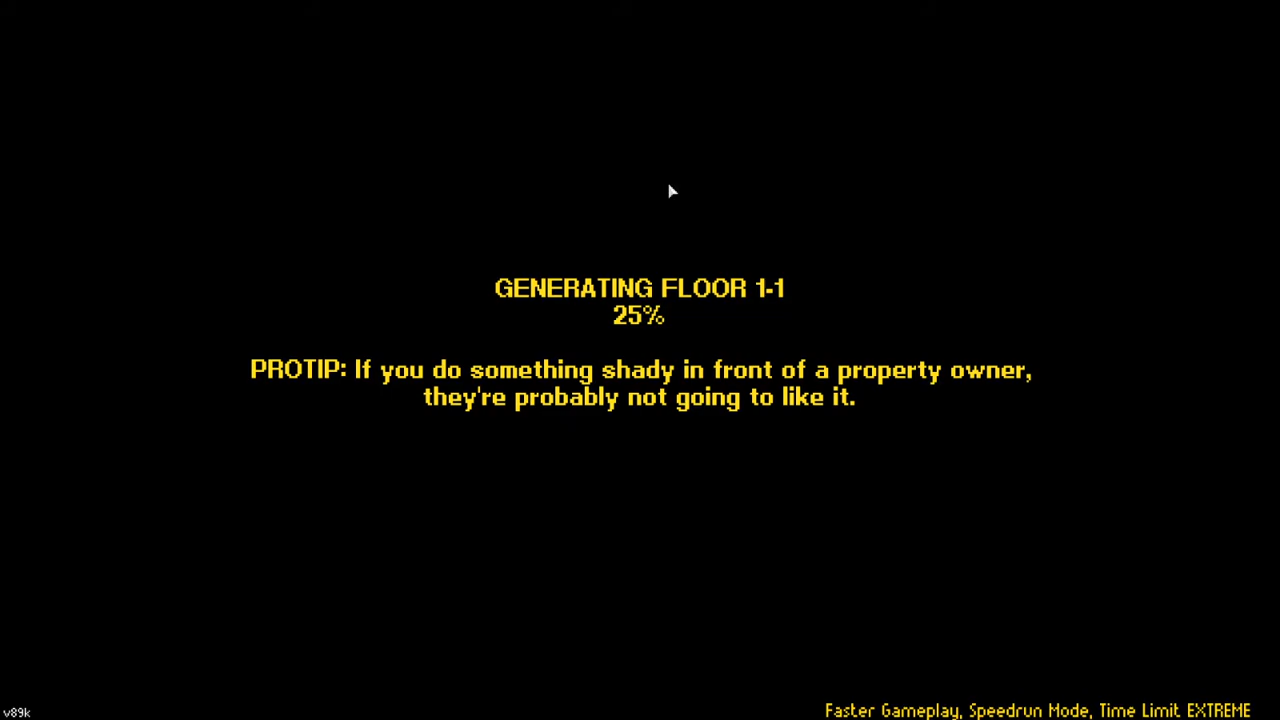 GENERATING FLOOR 1-1
25%
PROTIP: If you do something shady in front of a property owner,
they're probably not going to like it.
v89k
Faster Gameplay, Speedrun Mode, Time Limit EXTREME